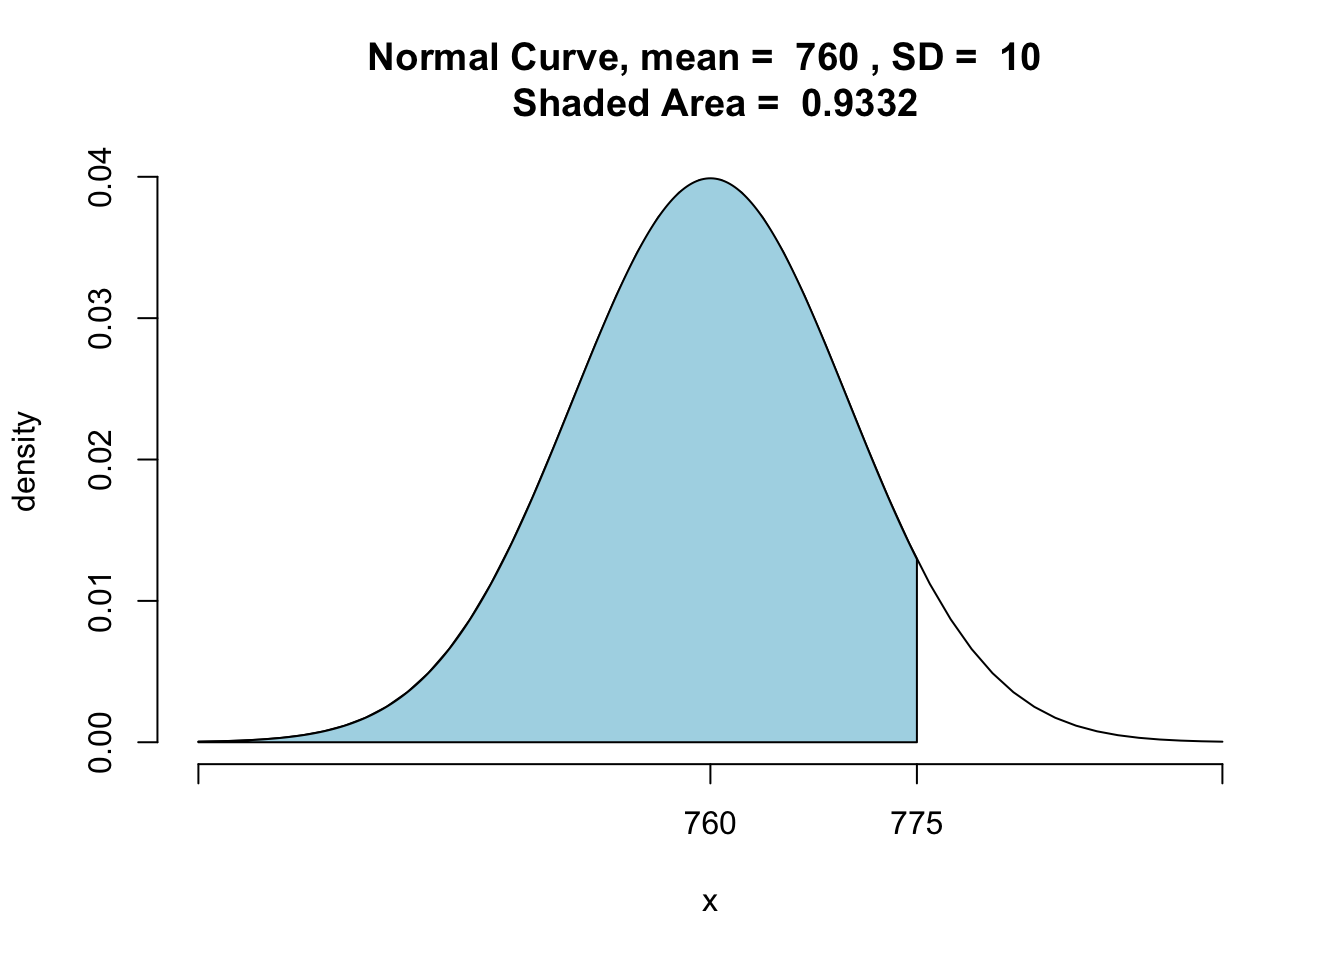 Normal Curve, mean =  760 , SD =  10
Shaded Area =  0.9332
0.04
0.03
0.02
0.01
0.00
density
760
775
x